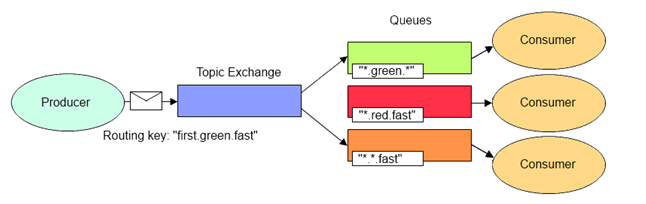 Queues
Consumer
Topic Exchange
"*.green.*"
Producer
Consumer
"*.red.fast"
Routing key: "first.green.fast"
"*.*.fast"
Consumer